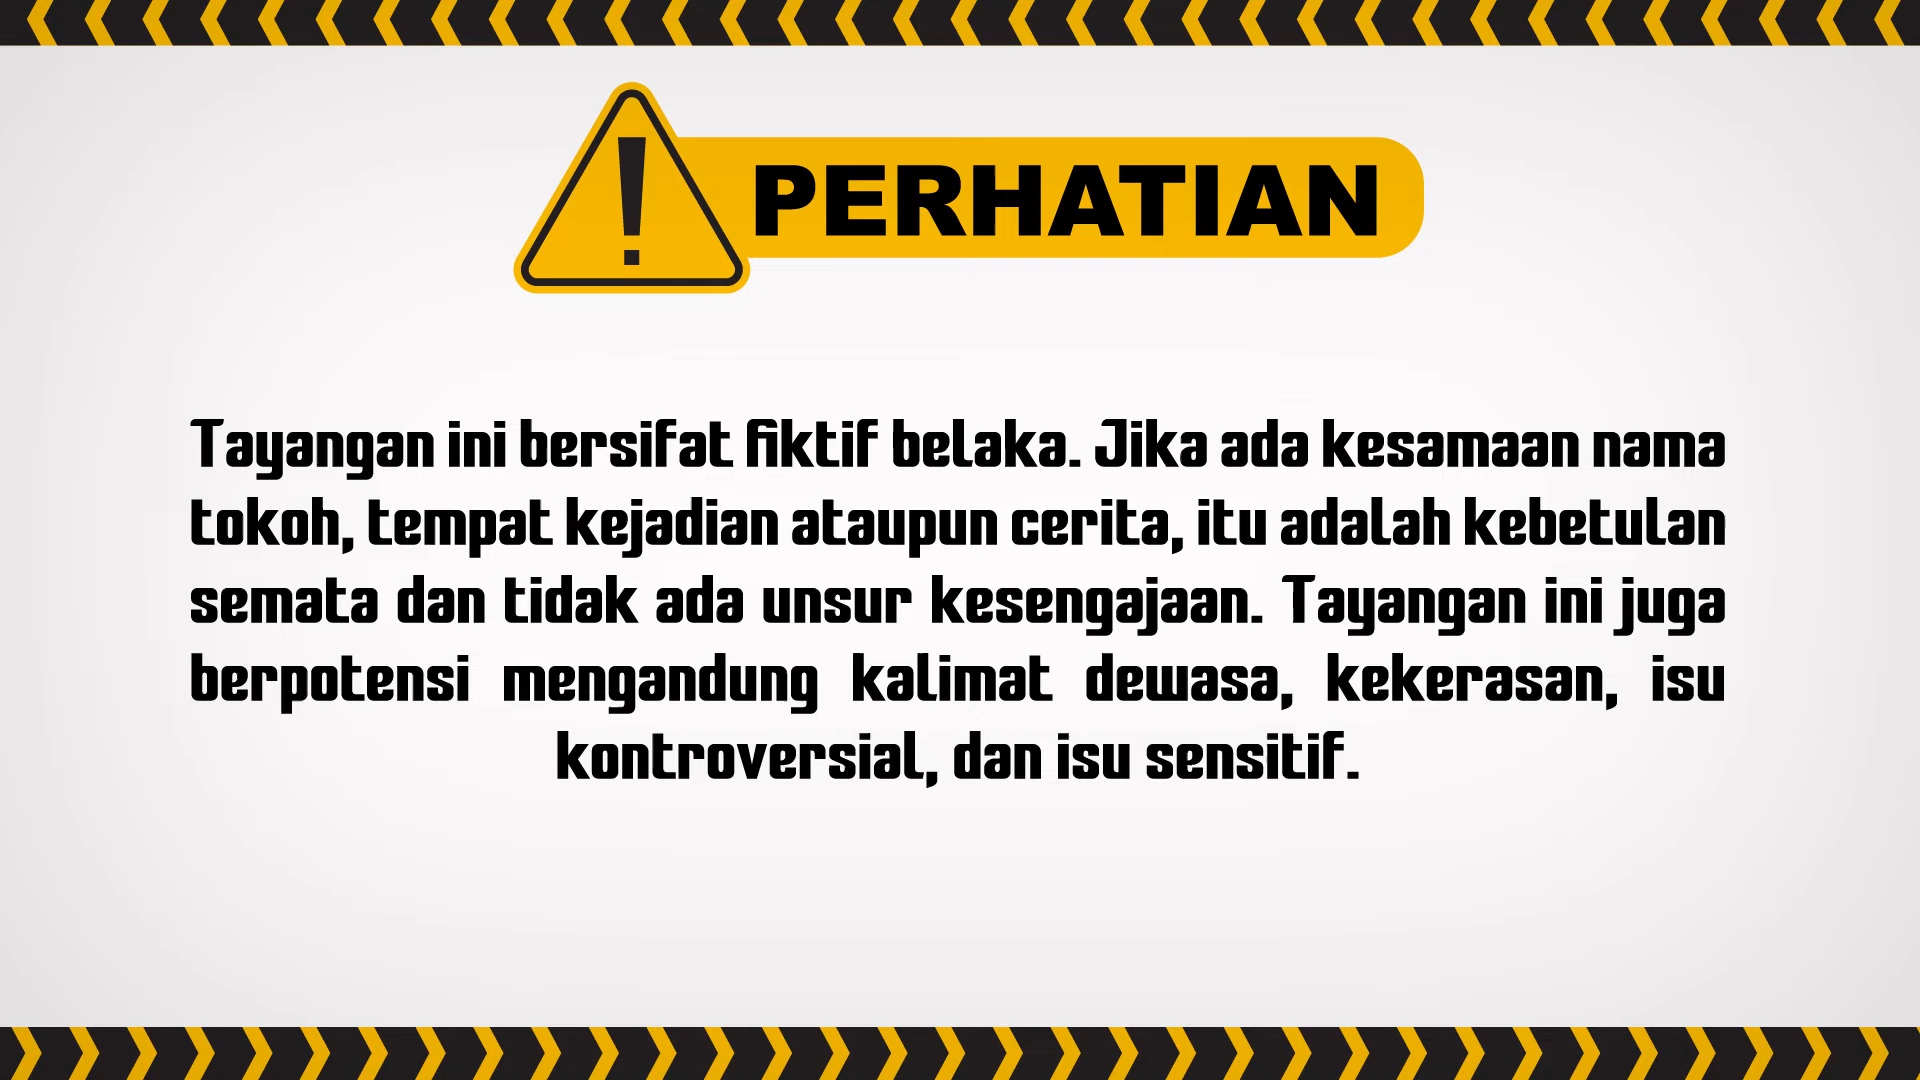 PERHATIAN
Tayangan ini bersifat fiktif belaka. Jika ada kesamaan nama
tokoh, tempat kejadian ataupun cerita, itu adalah kebetulan
semata dan tidak ada unsur kesengajaan. Tayangan ini juga
berpotensi mengandung kalimat dewasa, kekerasan, isu
kontroversial, dan isu sensitif.